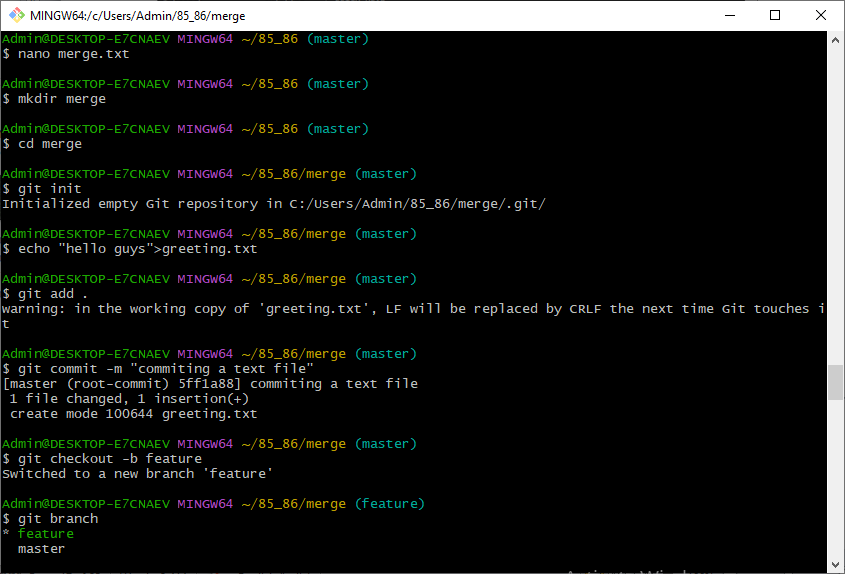 MINGW64:/c/Users/Admin/85_86/merge
Admin@DESKTOP-E7CNAEV MINGW64 ~/85_86 (master)
$ nano merge.txt
Admin@DESKTOP-E7CNAEV MINGW64 ~/85_86 (master)
$ mkdir merge
Admin@DESKTOP-E7CNAEV MINGW64 ~/85_86 (master)
$ cd merge
Admin@DESKTOP-E7CNAEV MINGW64 ~/85_86/merge (master)
$ git init
Initialized empty Git repository in C:/Users/Admin/85_86/merge/.git/
Admin@DESKTOP-E7CNAEV MINGW64 ~/85_86/merge (master)
$ echo "hello guys">greeting.txt
Admin@DESKTOP-E7CNAEV MINGW64 ~/85_86/merge (master)
$ git add .
warning: in the working copy of 'greeting.txt', LF will be replaced by CRLF the next time Git touches i
t
Admin@DESKTOP-E7CNAEV MINGW64 ~/85_86/merge (master)
$ git commit -m "commiting a text file"
[master (root-commit) 5ff1a88] commiting a text file
 1 file changed, 1 insertion(+)
 create mode 100644 greeting.txt
Admin@DESKTOP-E7CNAEV MINGW64 ~/85_86/merge (master)
$ git checkout -b feature
Switched to a new branch 'feature'
Admin@DESKTOP-E7CNAEV MINGW64 ~/85_86/merge (feature)
$ git branch
* feature
  master